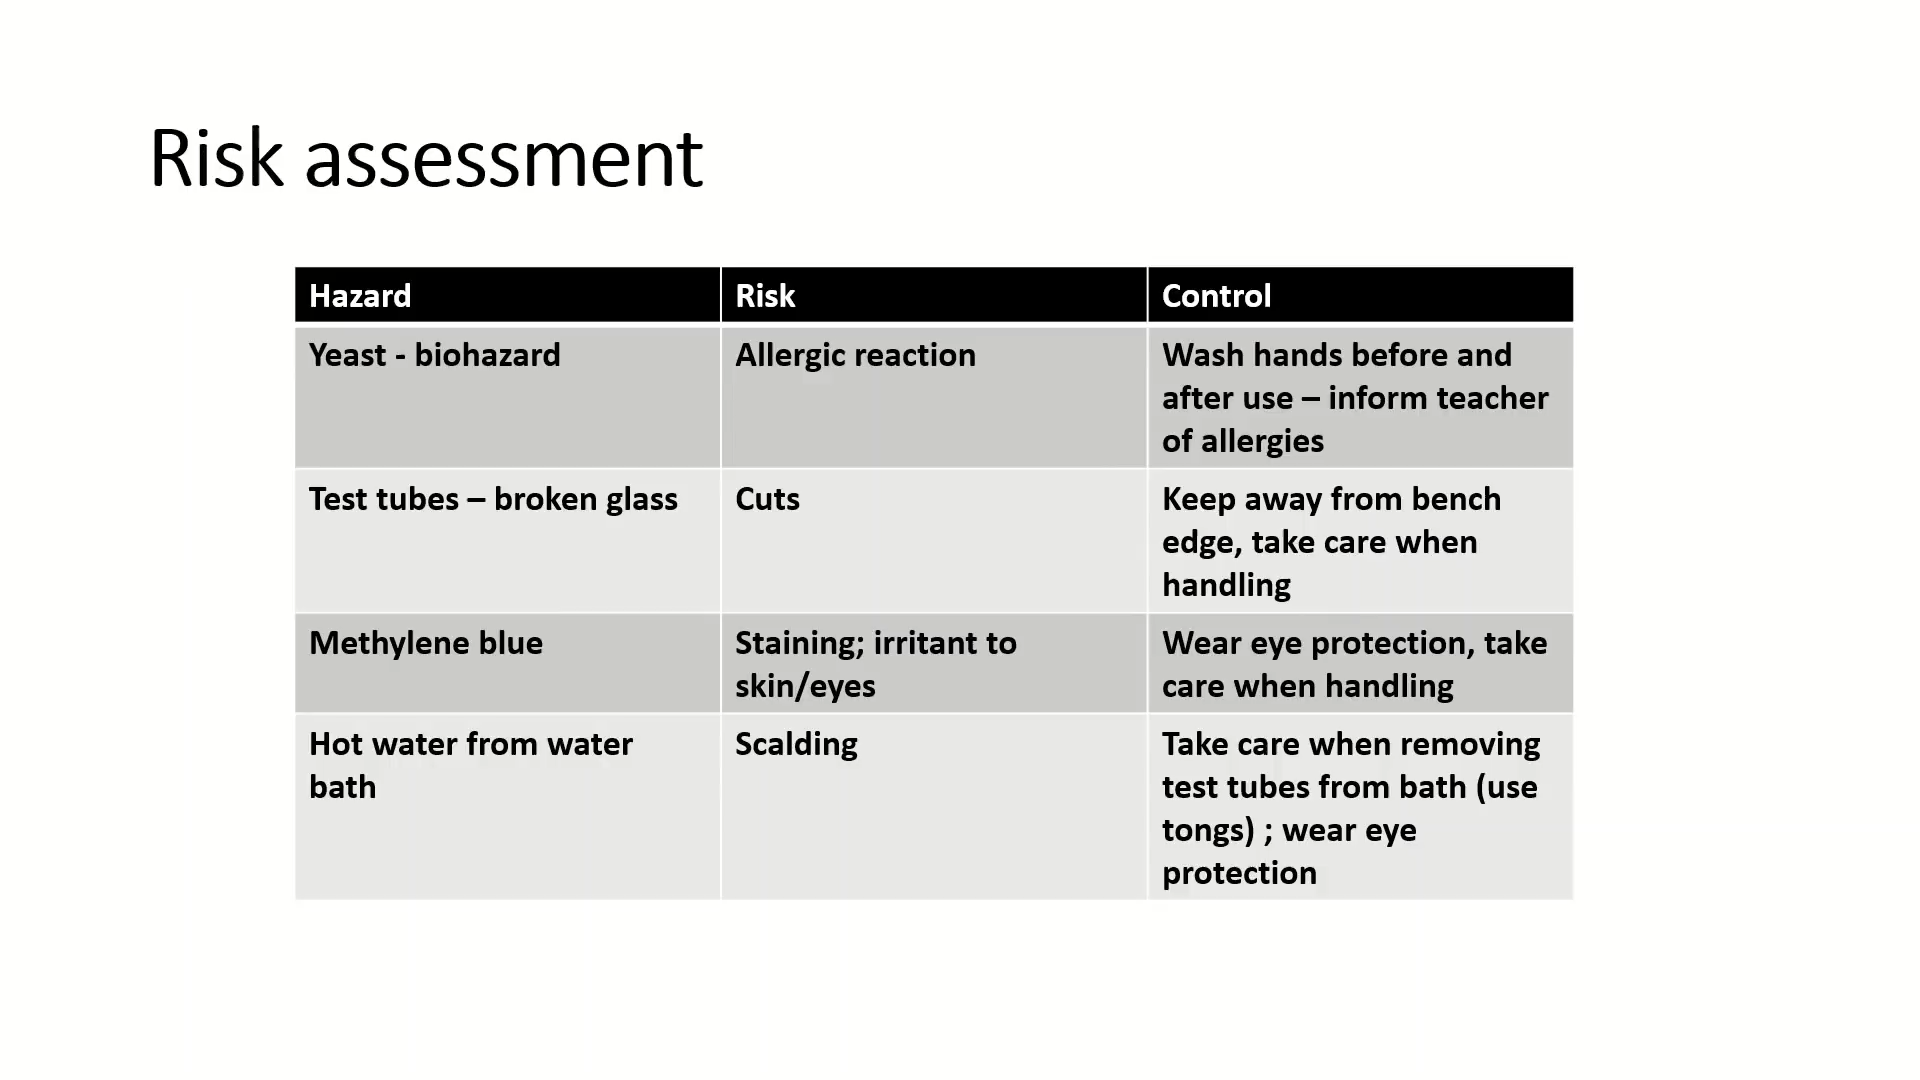 Risk assessment
Hazard
Risk
Control
Yeast - biohazard
Allergic reaction
Wash hands before and
after use – inform teacher
of allergies
Test tubes – broken glass
Cuts
Keep away from bench
edge, take care when
handling
Methylene blue
Staining; irritant to
skin/eyes
Wear eye protection, take
care when handling
Hot water from water
bath
Scalding
Take care when removing
test tubes from bath (use
tongs) ; wear eye
protection